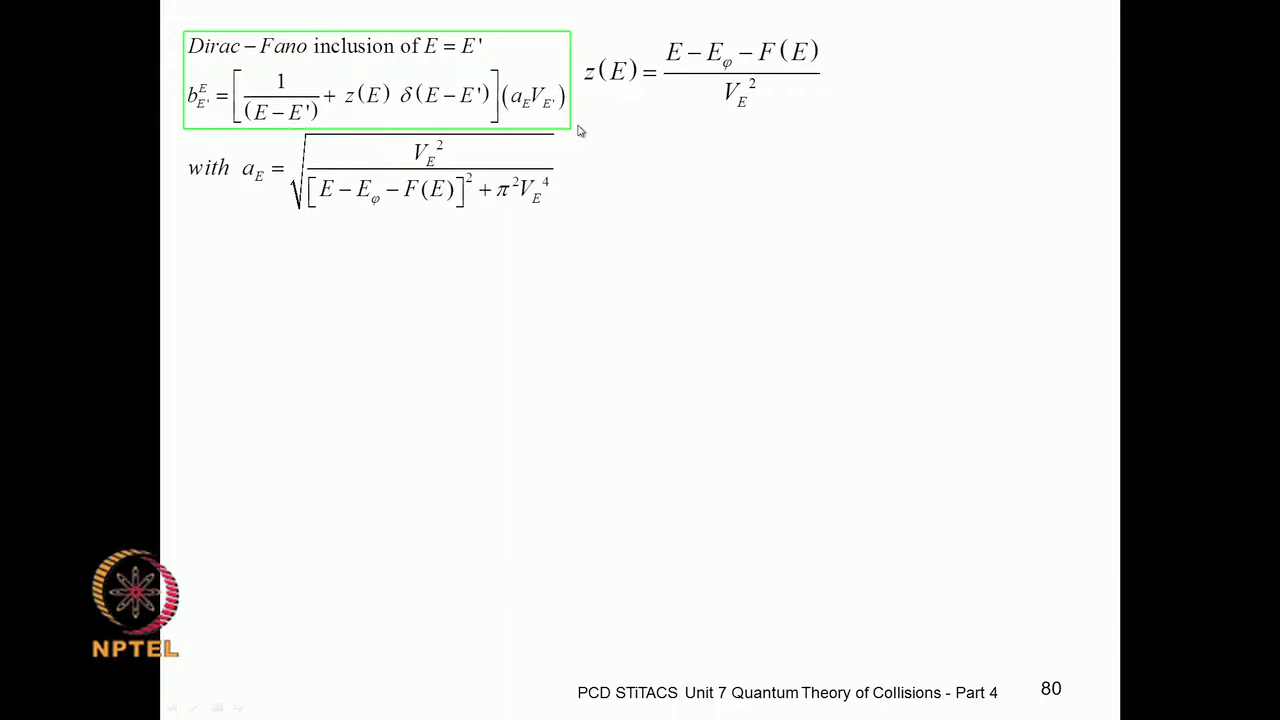 Dirac – Fano inclusion of E = E'
b_{E'}^{E} = [ 1/(E − E') + z(E) δ(E − E') ] (a_E V_{E'})
z(E) = (E − E_φ − F(E)) / V_E^2
with a_E = √( V_E^2 / ([E − E_φ − F(E)]^2 + π^2 V_E^4) )
NPTEL
PCD STiTACS Unit 7 Quantum Theory of Collisions - Part 4
80